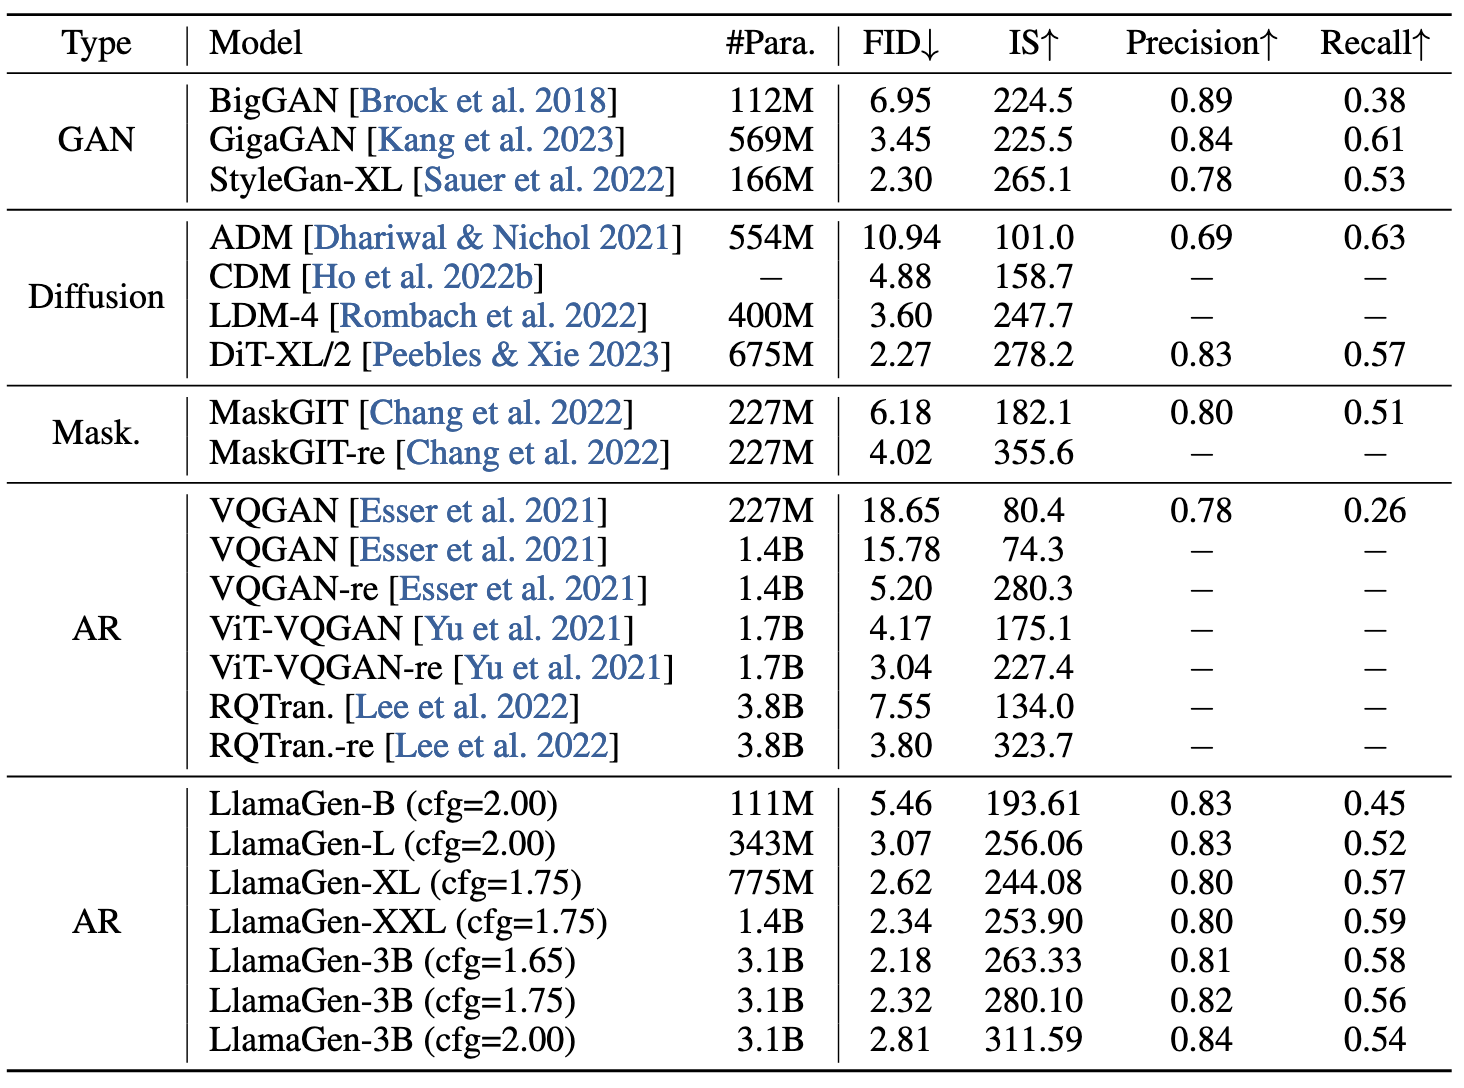 Type Model #Para. FID↓ IS↑ Precision↑ Recall↑
GAN
BigGAN [Brock et al. 2018] 112M 6.95 224.5 0.89 0.38
GigaGAN [Kang et al. 2023] 569M 3.45 225.5 0.84 0.61
StyleGan-XL [Sauer et al. 2022] 166M 2.30 265.1 0.78 0.53
Diffusion
ADM [Dhariwal & Nichol 2021] 554M 10.94 101.0 0.69 0.63
CDM [Ho et al. 2022b] − 4.88 158.7 − −
LDM-4 [Rombach et al. 2022] 400M 3.60 247.7 − −
DiT-XL/2 [Peebles & Xie 2023] 675M 2.27 278.2 0.83 0.57
Mask.
MaskGIT [Chang et al. 2022] 227M 6.18 182.1 0.80 0.51
MaskGIT-re [Chang et al. 2022] 227M 4.02 355.6 − −
AR
VQGAN [Esser et al. 2021] 227M 18.65 80.4 0.78 0.26
VQGAN [Esser et al. 2021] 1.4B 15.78 74.3 − −
VQGAN-re [Esser et al. 2021] 1.4B 5.20 280.3 − −
ViT-VQGAN [Yu et al. 2021] 1.7B 4.17 175.1 − −
ViT-VQGAN-re [Yu et al. 2021] 1.7B 3.04 227.4 − −
RQTran. [Lee et al. 2022] 3.8B 7.55 134.0 − −
RQTran.-re [Lee et al. 2022] 3.8B 3.80 323.7 − −
AR
LlamaGen-B (cfg=2.00) 111M 5.46 193.61 0.83 0.45
LlamaGen-L (cfg=2.00) 343M 3.07 256.06 0.83 0.52
LlamaGen-XL (cfg=1.75) 775M 2.62 244.08 0.80 0.57
LlamaGen-XXL (cfg=1.75) 1.4B 2.34 253.90 0.80 0.59
LlamaGen-3B (cfg=1.65) 3.1B 2.18 263.33 0.81 0.58
LlamaGen-3B (cfg=1.75) 3.1B 2.32 280.10 0.82 0.56
LlamaGen-3B (cfg=2.00) 3.1B 2.81 311.59 0.84 0.54